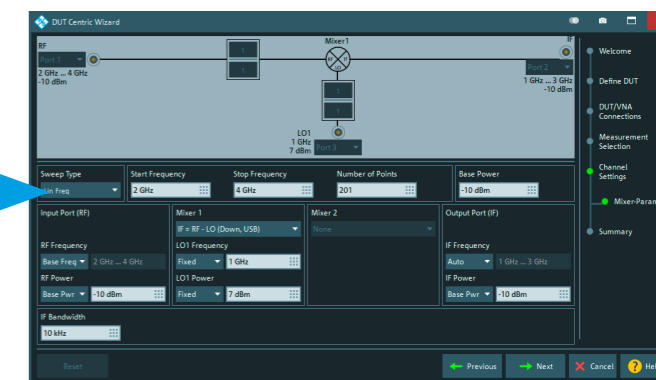 DUT Centric Wizard
RF
Port 1
2 GHz ... 4 GHz
-10 dBm
1
1
Mixer1
RF IF
LO
1
1
LO1
1 GHz
7 dBm
Port 3
IF
Port 2
1 GHz ... 3 GHz
-10 dBm
Sweep Type
Lin Freq
Start Frequency
2 GHz
Stop Frequency
4 GHz
Number of Points
201
Base Power
-10 dBm
Input Port (RF)
RF Frequency
Base Freq 2 GHz ... 4 GHz
RF Power
Base Pwr -10 dBm
Mixer 1
IF = RF - LO (Down, USB)
LO1 Frequency
Fixed 1 GHz
LO1 Power
Fixed 7 dBm
Mixer 2
None
Output Port (IF)
IF Frequency
Auto 1 GHz ... 3 GHz
IF Power
Base Pwr -10 dBm
IF Bandwidth
10 kHz
Reset
Previous
Next
Cancel
? Hel
Welcome
Define DUT
DUT/VNA
Connections
Measurement
Selection
Channel
Settings
Mixer-Param
Summary